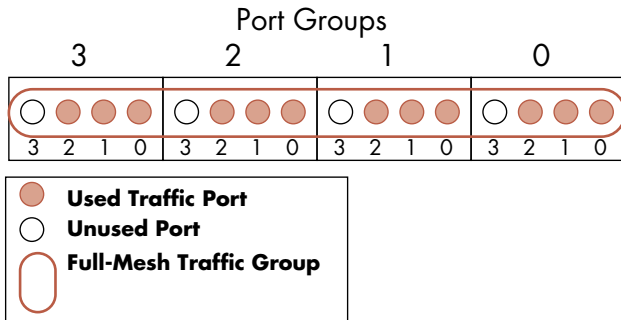 Port Groups
3 2 1 0
3 2 1 0 3 2 1 0 3 2 1 0 3 2 1 0
Used Traffic Port
Unused Port
Full-Mesh Traffic Group